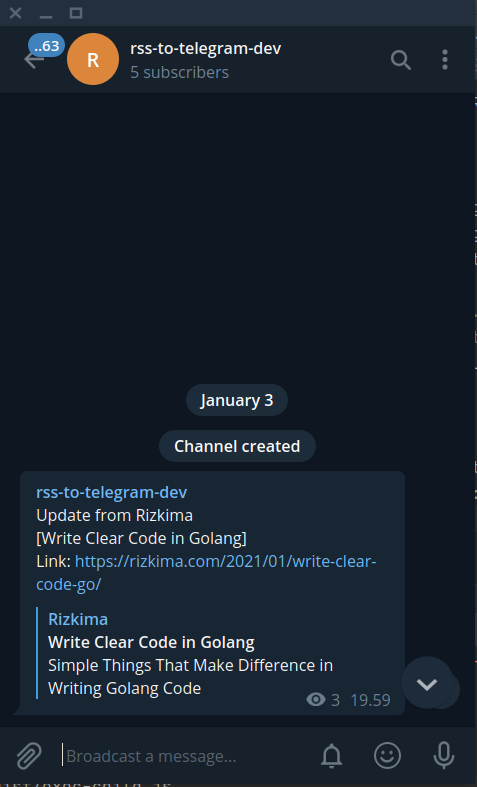 ..63
R
rss-to-telegram-dev
5 subscribers
January 3
Channel created
rss-to-telegram-dev
Update from Rizkima
[Write Clear Code in Golang]
Link: https://rizkima.com/2021/01/write-clear-
code-go/
Rizkima
Write Clear Code in Golang
Simple Things That Make Difference in
Writing Golang Code
3 19.59
Broadcast a message...